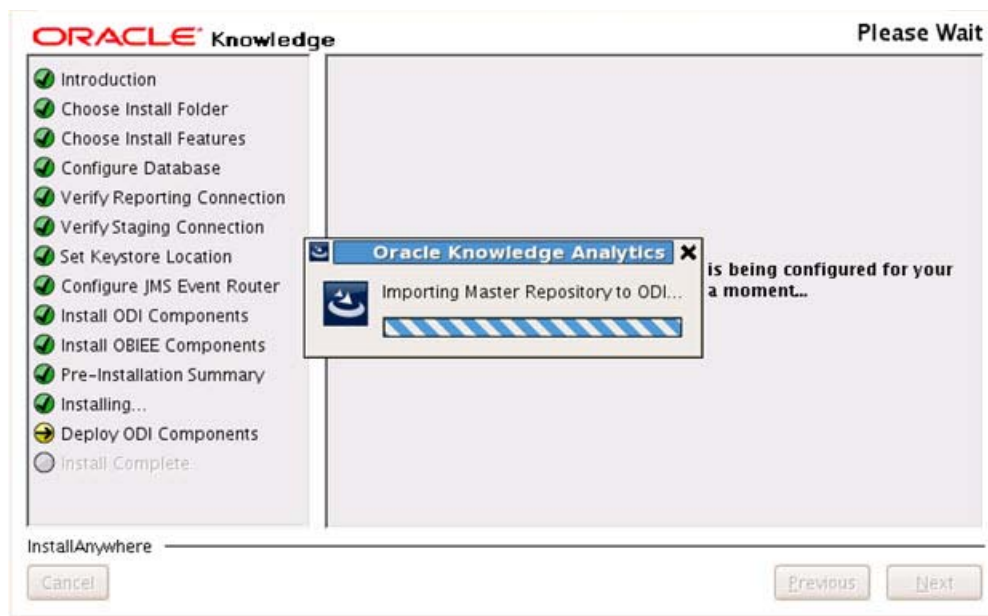 ORACLE Knowledge
Please Wait
Introduction
Choose Install Folder
Choose Install Features
Configure Database
Verify Reporting Connection
Verify Staging Connection
Set Keystore Location
Configure JMS Event Router
Install ODI Components
Install OBIEE Components
Pre-Installation Summary
Installing...
Deploy ODI Components
Install Complete
Oracle Knowledge Analytics
Importing Master Repository to ODI...
is being configured for your
a moment...
InstallAnywhere
Cancel
Previous
Next